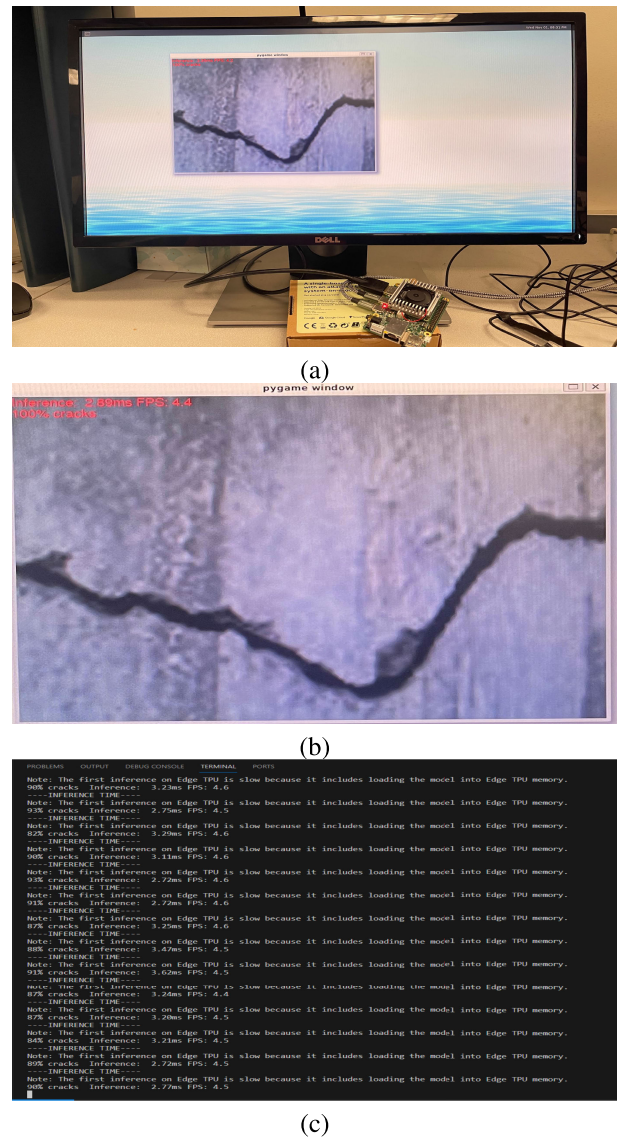 pygame window
DELL
A single-board
with an
system-on-
(a)
pygame window
Inference: 2.89ms FPS: 4.4
100% cracks
(b)
PROBLEMS OUTPUT DEBUG CONSOLE TERMINAL PORTS
Note: The first inference on Edge TPU is slow because it includes loading the model into Edge TPU memory.
90% cracks Inference: 3.23ms FPS: 4.6
----INFERENCE TIME----
Note: The first inference on Edge TPU is slow because it includes loading the model into Edge TPU memory.
93% cracks Inference: 2.75ms FPS: 4.5
----INFERENCE TIME----
Note: The first inference on Edge TPU is slow because it includes loading the model into Edge TPU memory.
82% cracks Inference: 3.29ms FPS: 4.6
----INFERENCE TIME----
Note: The first inference on Edge TPU is slow because it includes loading the model into Edge TPU memory.
90% cracks Inference: 3.11ms FPS: 4.6
----INFERENCE TIME----
Note: The first inference on Edge TPU is slow because it includes loading the model into Edge TPU memory.
93% cracks Inference: 2.72ms FPS: 4.6
----INFERENCE TIME----
Note: The first inference on Edge TPU is slow because it includes loading the model into Edge TPU memory.
91% cracks Inference: 2.72ms FPS: 4.6
----INFERENCE TIME----
Note: The first inference on Edge TPU is slow because it includes loading the model into Edge TPU memory.
87% cracks Inference: 3.25ms FPS: 4.6
----INFERENCE TIME----
Note: The first inference on Edge TPU is slow because it includes loading the model into Edge TPU memory.
88% cracks Inference: 3.47ms FPS: 4.5
----INFERENCE TIME----
Note: The first inference on Edge TPU is slow because it includes loading the model into Edge TPU memory.
91% cracks Inference: 3.62ms FPS: 4.5
----INFERENCE TIME----
Note: The first inference on Edge TPU is slow because it includes loading the model into Edge TPU memory.
87% cracks Inference: 3.24ms FPS: 4.4
----INFERENCE TIME----
Note: The first inference on Edge TPU is slow because it includes loading the model into Edge TPU memory.
87% cracks Inference: 3.20ms FPS: 4.5
----INFERENCE TIME----
Note: The first inference on Edge TPU is slow because it includes loading the model into Edge TPU memory.
84% cracks Inference: 3.21ms FPS: 4.5
----INFERENCE TIME----
Note: The first inference on Edge TPU is slow because it includes loading the model into Edge TPU memory.
89% cracks Inference: 2.72ms FPS: 4.5
----INFERENCE TIME----
Note: The first inference on Edge TPU is slow because it includes loading the model into Edge TPU memory.
90% cracks Inference: 2.77ms FPS: 4.5
(c)